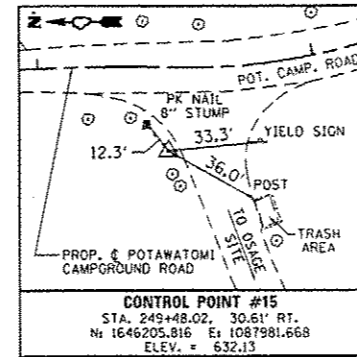 N
POT. CAMP. ROAD
PK NAIL
8" STUMP
33.3'
YIELD SIGN
12.3'
36.0'
POST
TRASH
AREA
TO OSAGE
SITE
PROP. ℄ POTAWATOMI
CAMPGROUND ROAD
CONTROL POINT #15
STA. 249+48.02, 30.61' RT.
N: 1646205.816 E: 1087981.668
ELEV. = 632.13